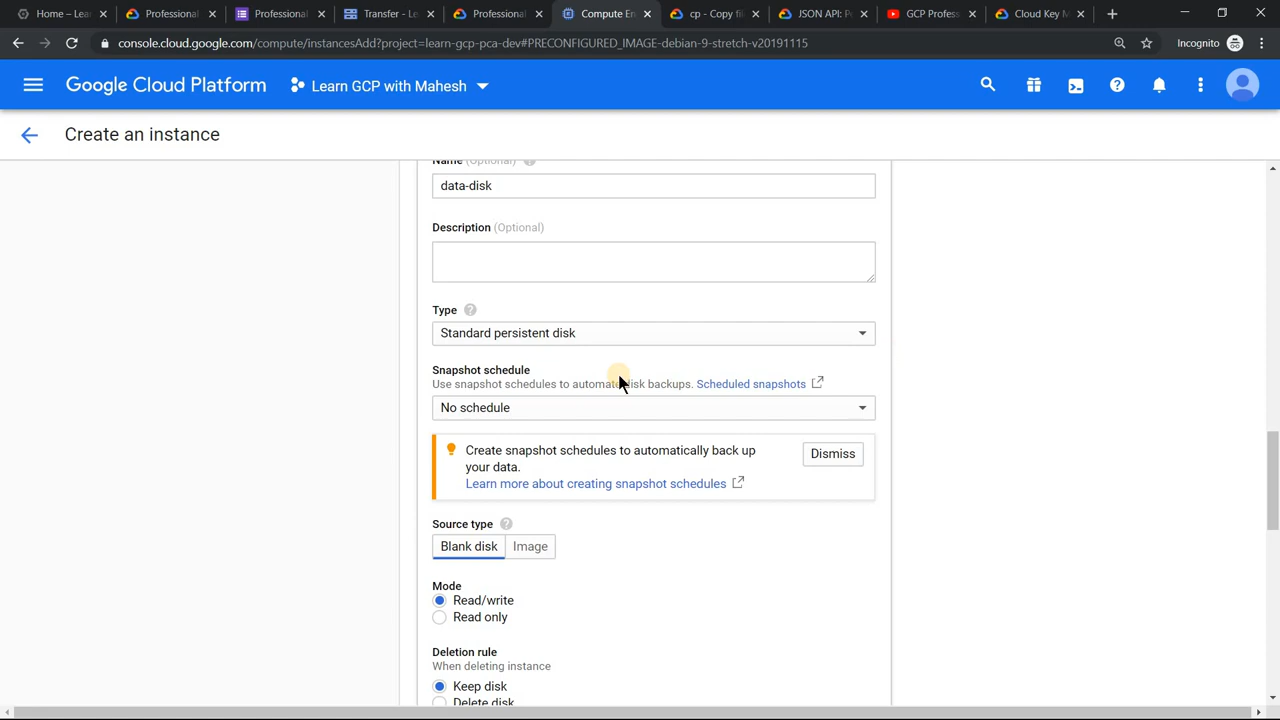 Home – Lea
Professional
Professional
Transfer - Le
Professional
Compute En
cp - Copy fil
JSON API: P
GCP Profess
Cloud Key M
console.cloud.google.com/compute/instancesAdd?project=learn-gcp-pca-dev#PRECONFIGURED_IMAGE-debian-9-stretch-v20191115
Incognito
Google Cloud Platform
Learn GCP with Mahesh
Create an instance
Name (Optional)
data-disk
Description (Optional)
Type
Standard persistent disk
Snapshot schedule
Use snapshot schedules to automate disk backups. Scheduled snapshots
No schedule
Create snapshot schedules to automatically back up
your data.
Learn more about creating snapshot schedules
Dismiss
Source type
Blank disk Image
Mode
Read/write
Read only
Deletion rule
When deleting instance
Keep disk
Delete disk